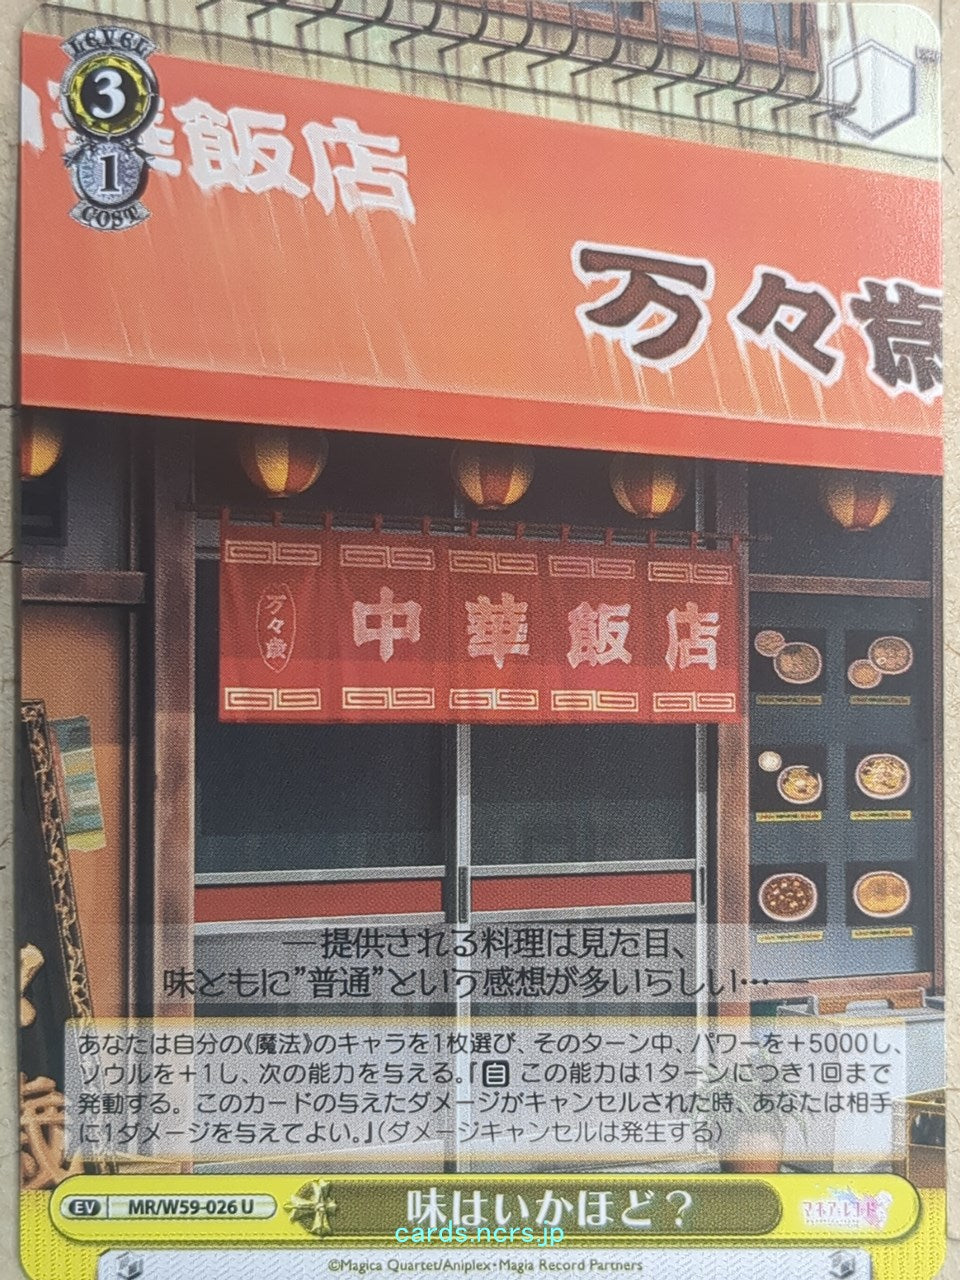 LEVEL
3
1
COST
中華飯店
万々歳
万々歳
中華飯店
―提供される料理は見た目、
味ともに”普通”という感想が多いらしい…―
あなたは自分の《魔法》のキャラを1枚選び、そのターン中、パワーを＋5000し、
ソウルを＋1し、次の能力を与える。『自 この能力は1ターンにつき1回まで
発動する。 このカードの与えたダメージがキャンセルされた時、あなたは相手
に1ダメージを与えてよい。』（ダメージキャンセルは発生する）
EV MR/W59-026 U
味はいかほど？
マギアレコード
cards.ncrs.jp
©Magica Quartet/Aniplex・Magia Record Partners